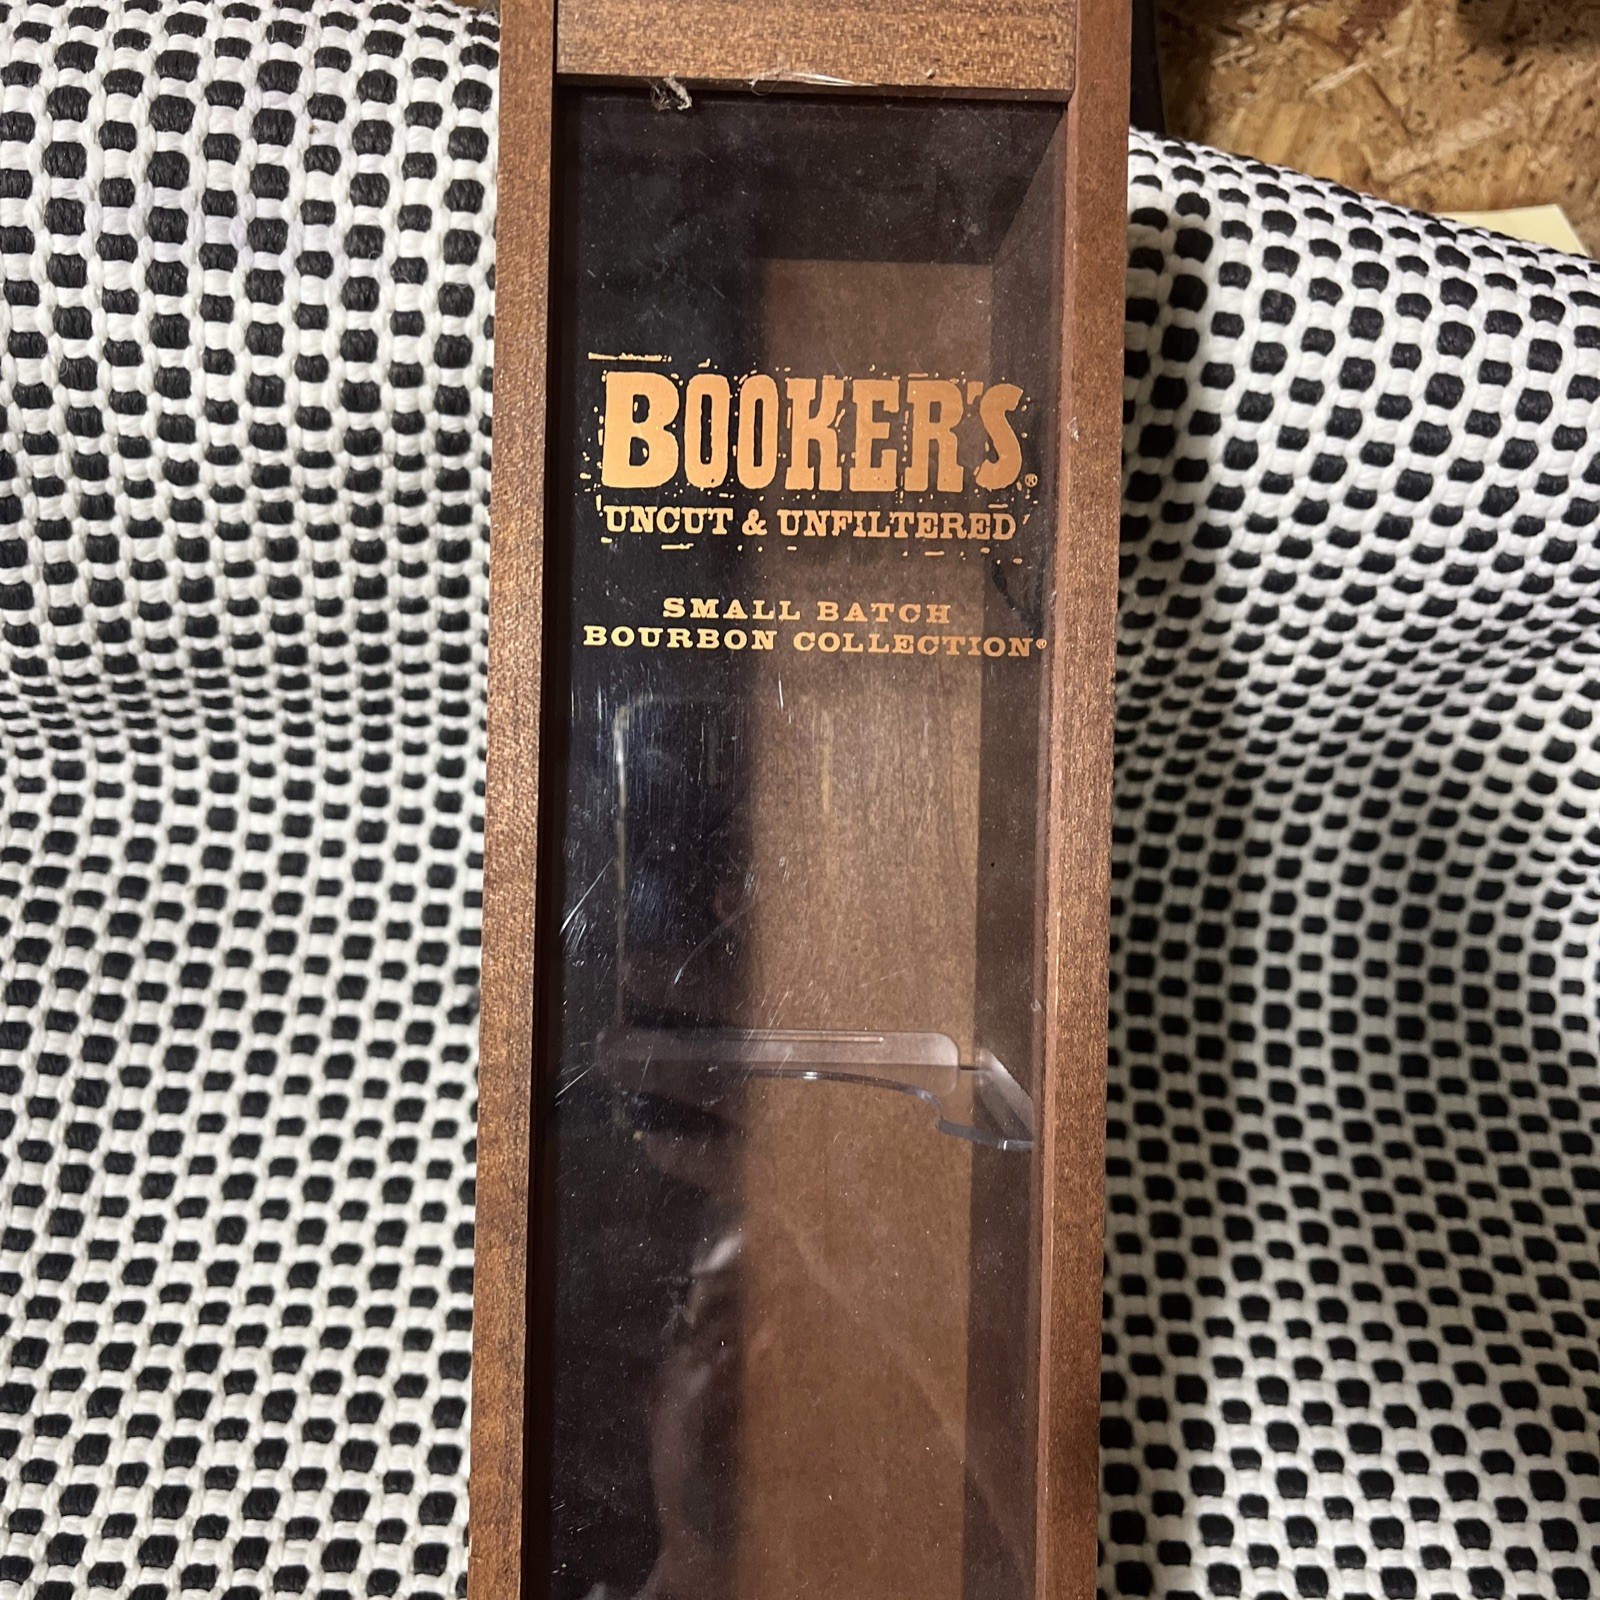 BOOKER'S®
UNCUT & UNFILTERED
SMALL BATCH
BOURBON COLLECTION®